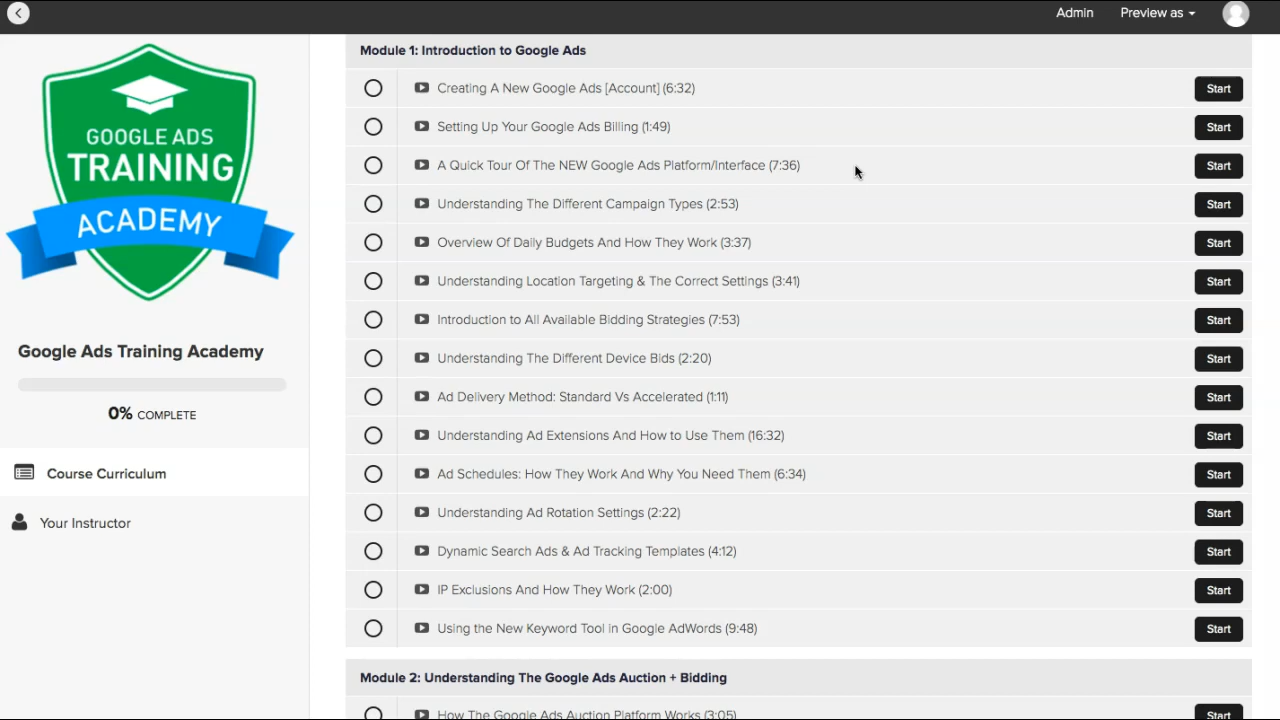 Admin
Preview as
GOOGLE ADS
TRAINING
ACADEMY
Google Ads Training Academy
0% COMPLETE
Course Curriculum
Your Instructor
Module 1: Introduction to Google Ads
Creating A New Google Ads [Account] (6:32) Start
Setting Up Your Google Ads Billing (1:49) Start
A Quick Tour Of The NEW Google Ads Platform/Interface (7:36) Start
Understanding The Different Campaign Types (2:53) Start
Overview Of Daily Budgets And How They Work (3:37) Start
Understanding Location Targeting & The Correct Settings (3:41) Start
Introduction to All Available Bidding Strategies (7:53) Start
Understanding The Different Device Bids (2:20) Start
Ad Delivery Method: Standard Vs Accelerated (1:11) Start
Understanding Ad Extensions And How to Use Them (16:32) Start
Ad Schedules: How They Work And Why You Need Them (6:34) Start
Understanding Ad Rotation Settings (2:22) Start
Dynamic Search Ads & Ad Tracking Templates (4:12) Start
IP Exclusions And How They Work (2:00) Start
Using the New Keyword Tool in Google AdWords (9:48) Start
Module 2: Understanding The Google Ads Auction + Bidding
How The Google Ads Auction Platform Works (3:05) Start